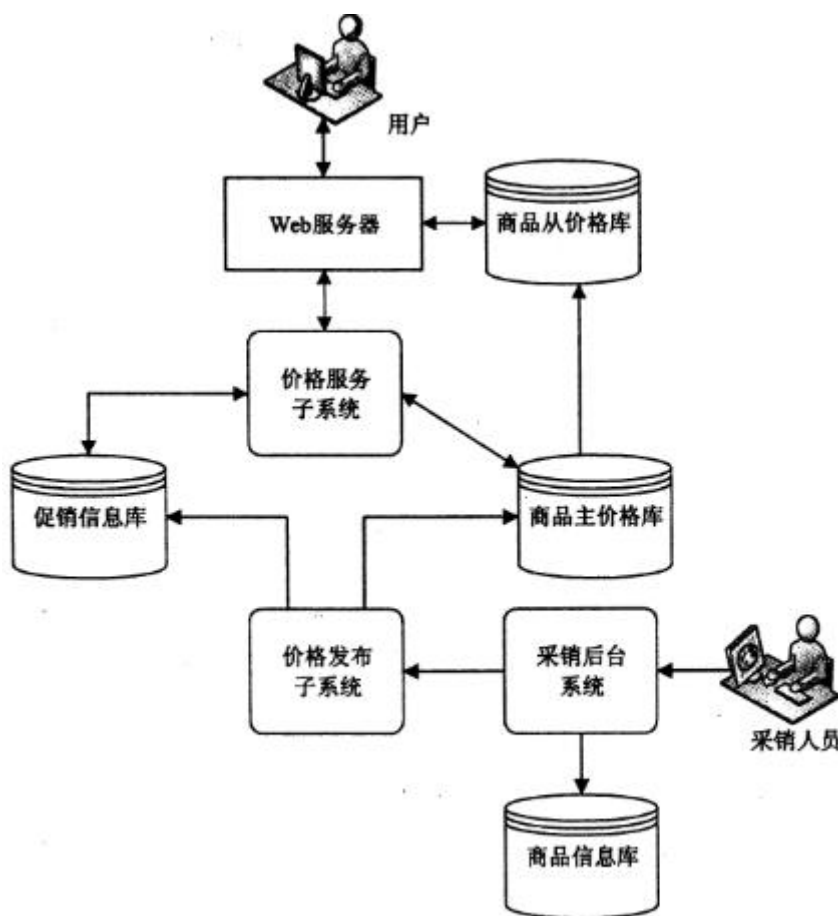 用户
Web服务器
商品从价格库
价格服务
子系统
促销信息库
商品主价格库
价格发布
子系统
采销后台
系统
采销人员
商品信息库